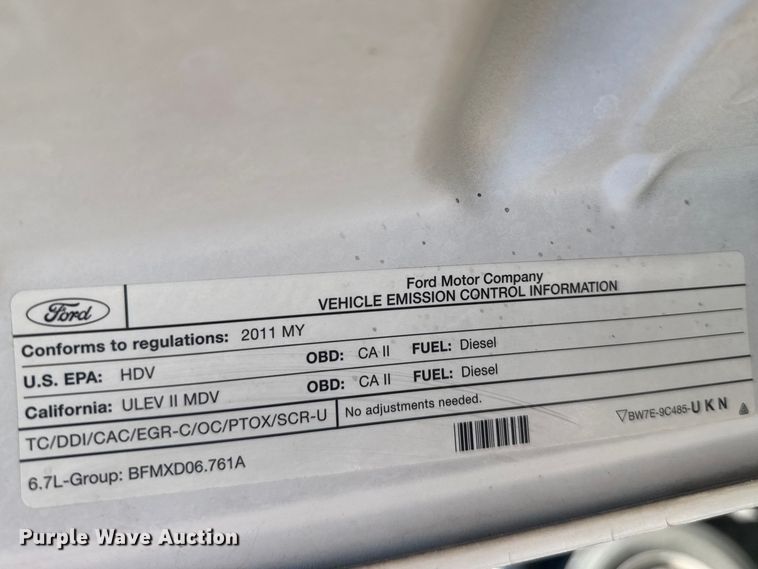 Ford
Ford Motor Company
VEHICLE EMISSION CONTROL INFORMATION
Conforms to regulations: 2011 MY
U.S. EPA: HDV OBD: CA II FUEL: Diesel
California: ULEV II MDV OBD: CA II FUEL: Diesel
TC/DDI/CAC/EGR-C/OC/PTOX/SCR-U No adjustments needed.
6.7L-Group: BFMXD06.761A
BW7E-9C485-UKN
Purple Wave Auction